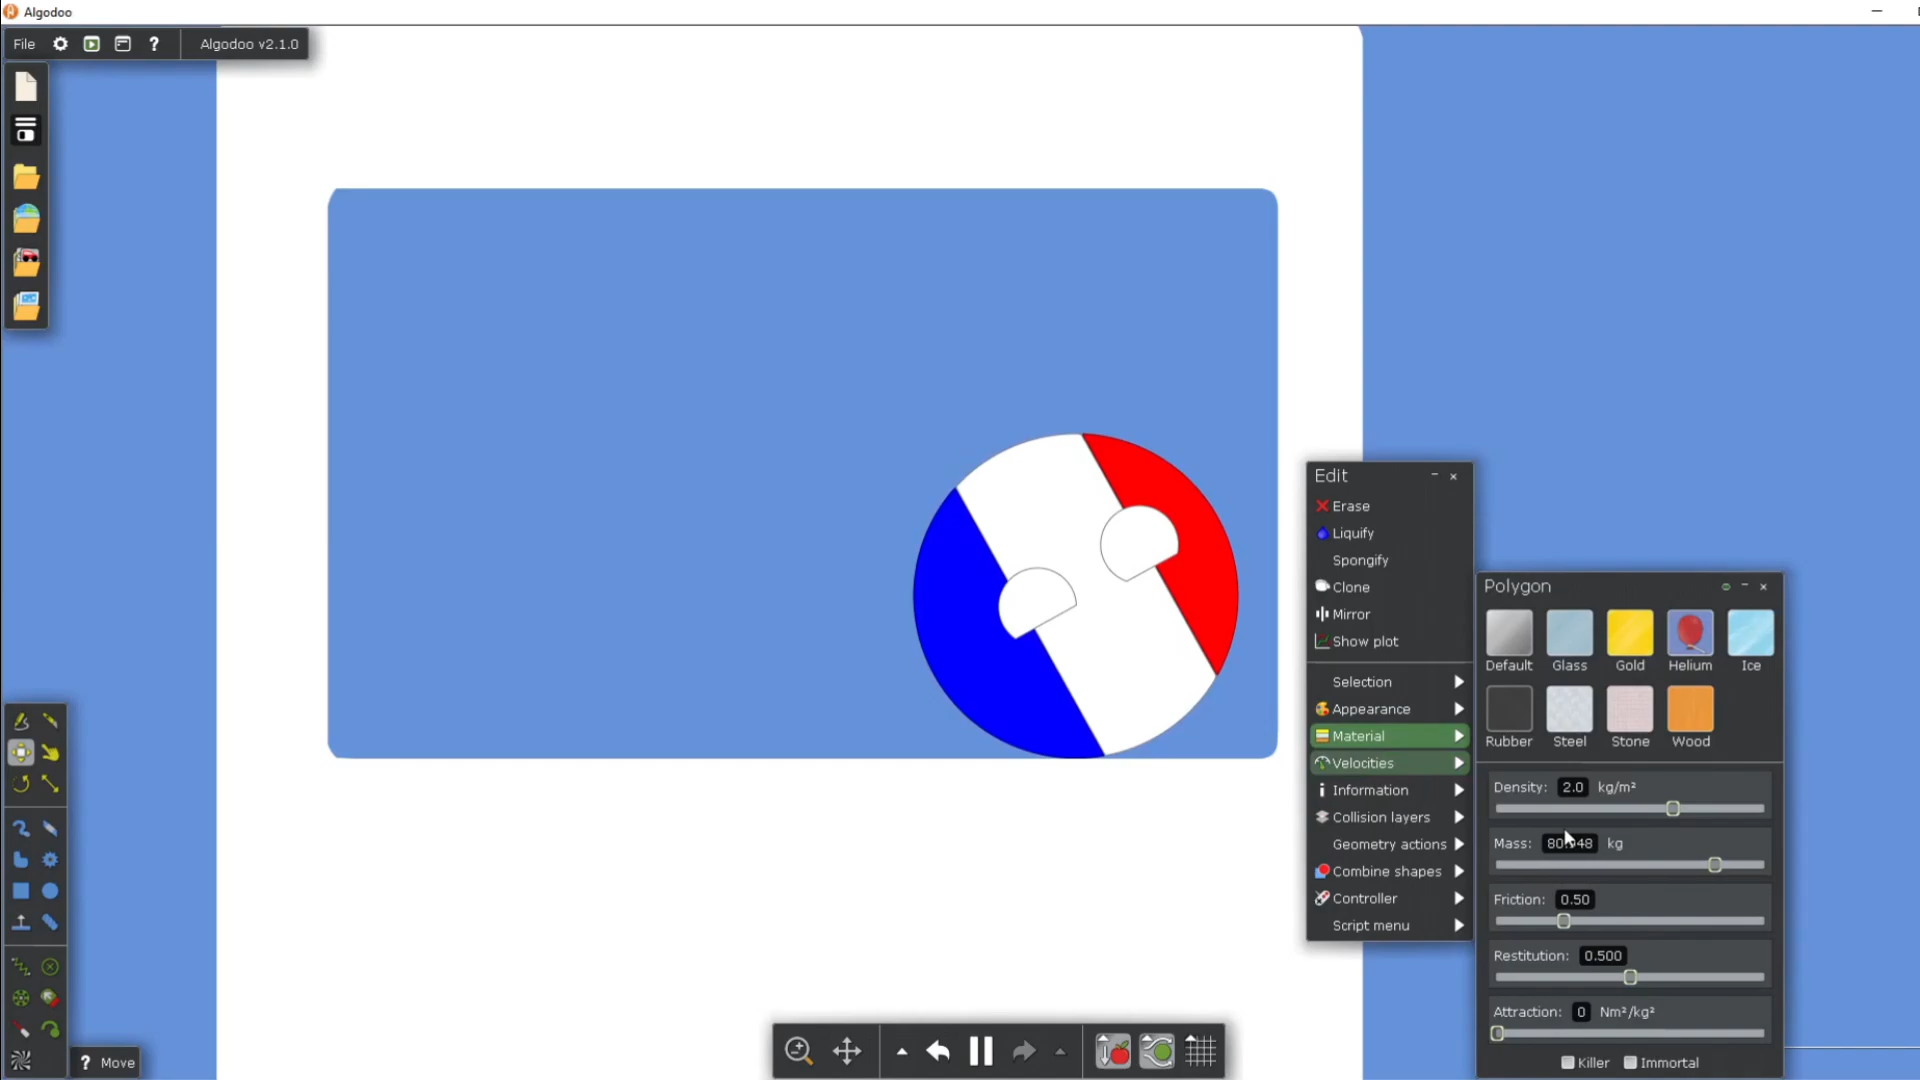 Algodoo
File ? Algodoo v2.1.0
Edit
Erase
Liquify
Spongify
Clone
Mirror
Show plot
Selection
Appearance
Material
Velocities
Information
Collision layers
Geometry actions
Combine shapes
Controller
Script menu
Polygon
Default Glass Gold Helium Ice
Rubber Steel Stone Wood
Density: 2.0 kg/m²
Mass: kg
Friction: 0.50
Restitution: 0.500
Attraction: 0 Nm²/kg²
Killer Immortal
? Move